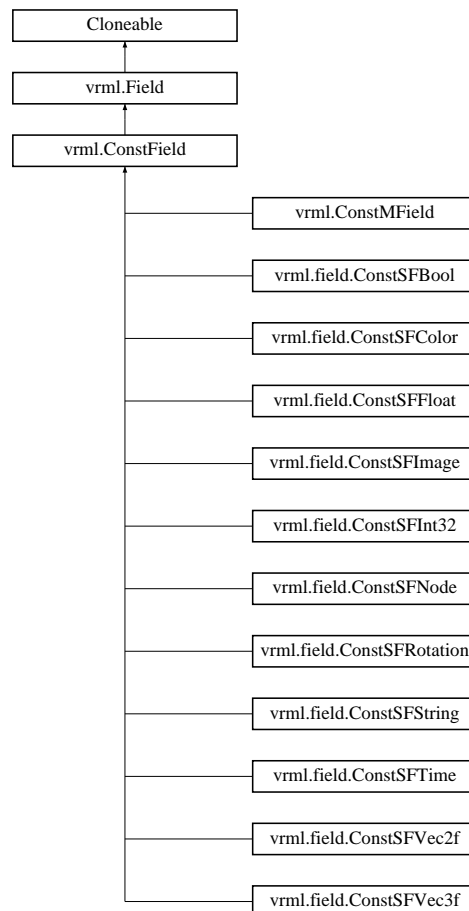 Cloneable
vrml.Field
vrml.ConstField
vrml.ConstMField
vrml.field.ConstSFBool
vrml.field.ConstSFColor
vrml.field.ConstSFFloat
vrml.field.ConstSFImage
vrml.field.ConstSFInt32
vrml.field.ConstSFNode
vrml.field.ConstSFRotation
vrml.field.ConstSFString
vrml.field.ConstSFTime
vrml.field.ConstSFVec2f
vrml.field.ConstSFVec3f